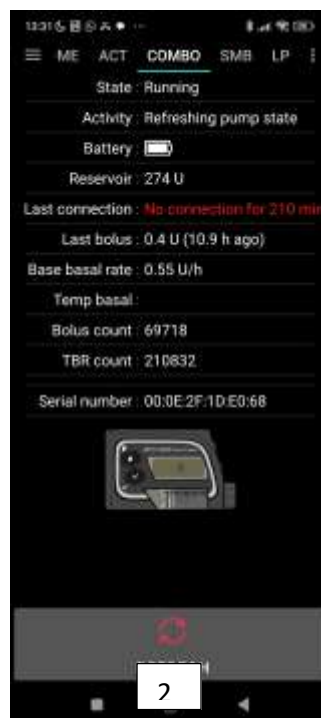 13:31
ME ACT COMBO SMB LP
State : Running
Activity : Refreshing pump state
Battery :
Reservoir : 274 U
Last connection : No connection for 210 min
Last bolus : 0.4 U (10.9 h ago)
Base basal rate : 0.55 U/h
Temp basal :
Bolus count : 69718
TBR count : 210832
Serial number : 00:0E:2F:1D:E0:68
2